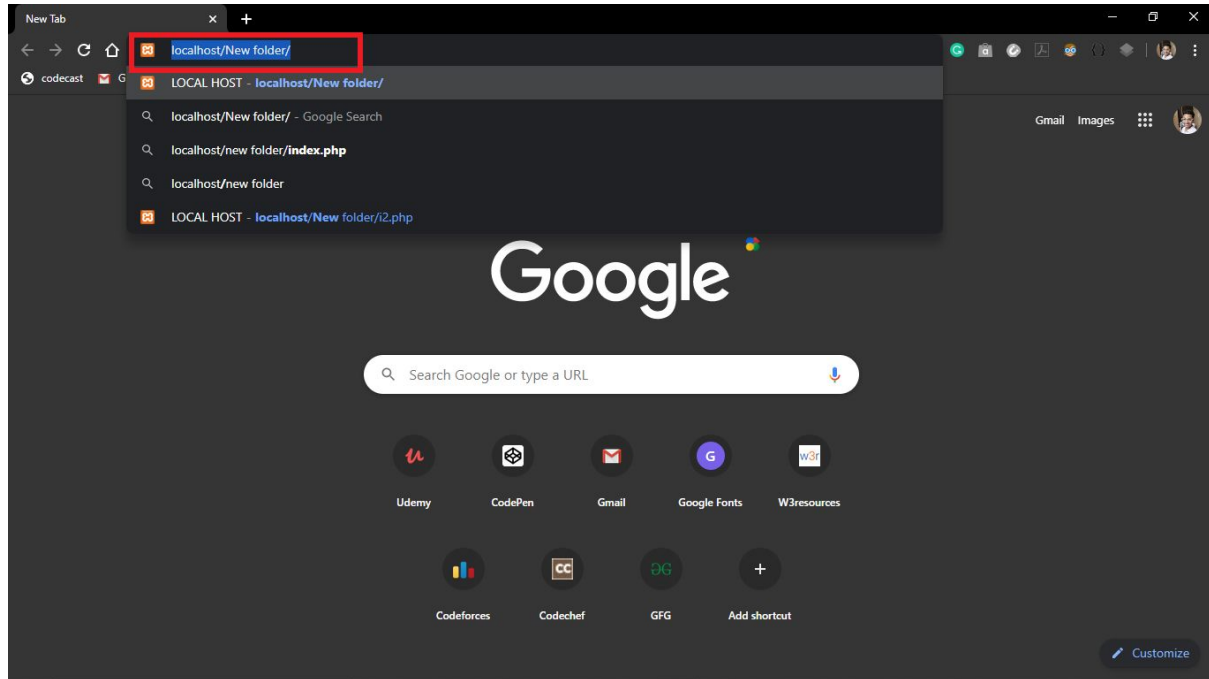 New Tab
localhost/New folder/
codecast G
LOCAL HOST - localhost/New folder/
localhost/New folder/ - Google Search
localhost/new folder/index.php
localhost/new folder
LOCAL HOST - localhost/New folder/i2.php
Gmail Images
Google
Search Google or type a URL
G
w3r
Udemy CodePen Gmail Google Fonts W3resources
CC
Codeforces Codechef GFG Add shortcut
Customize